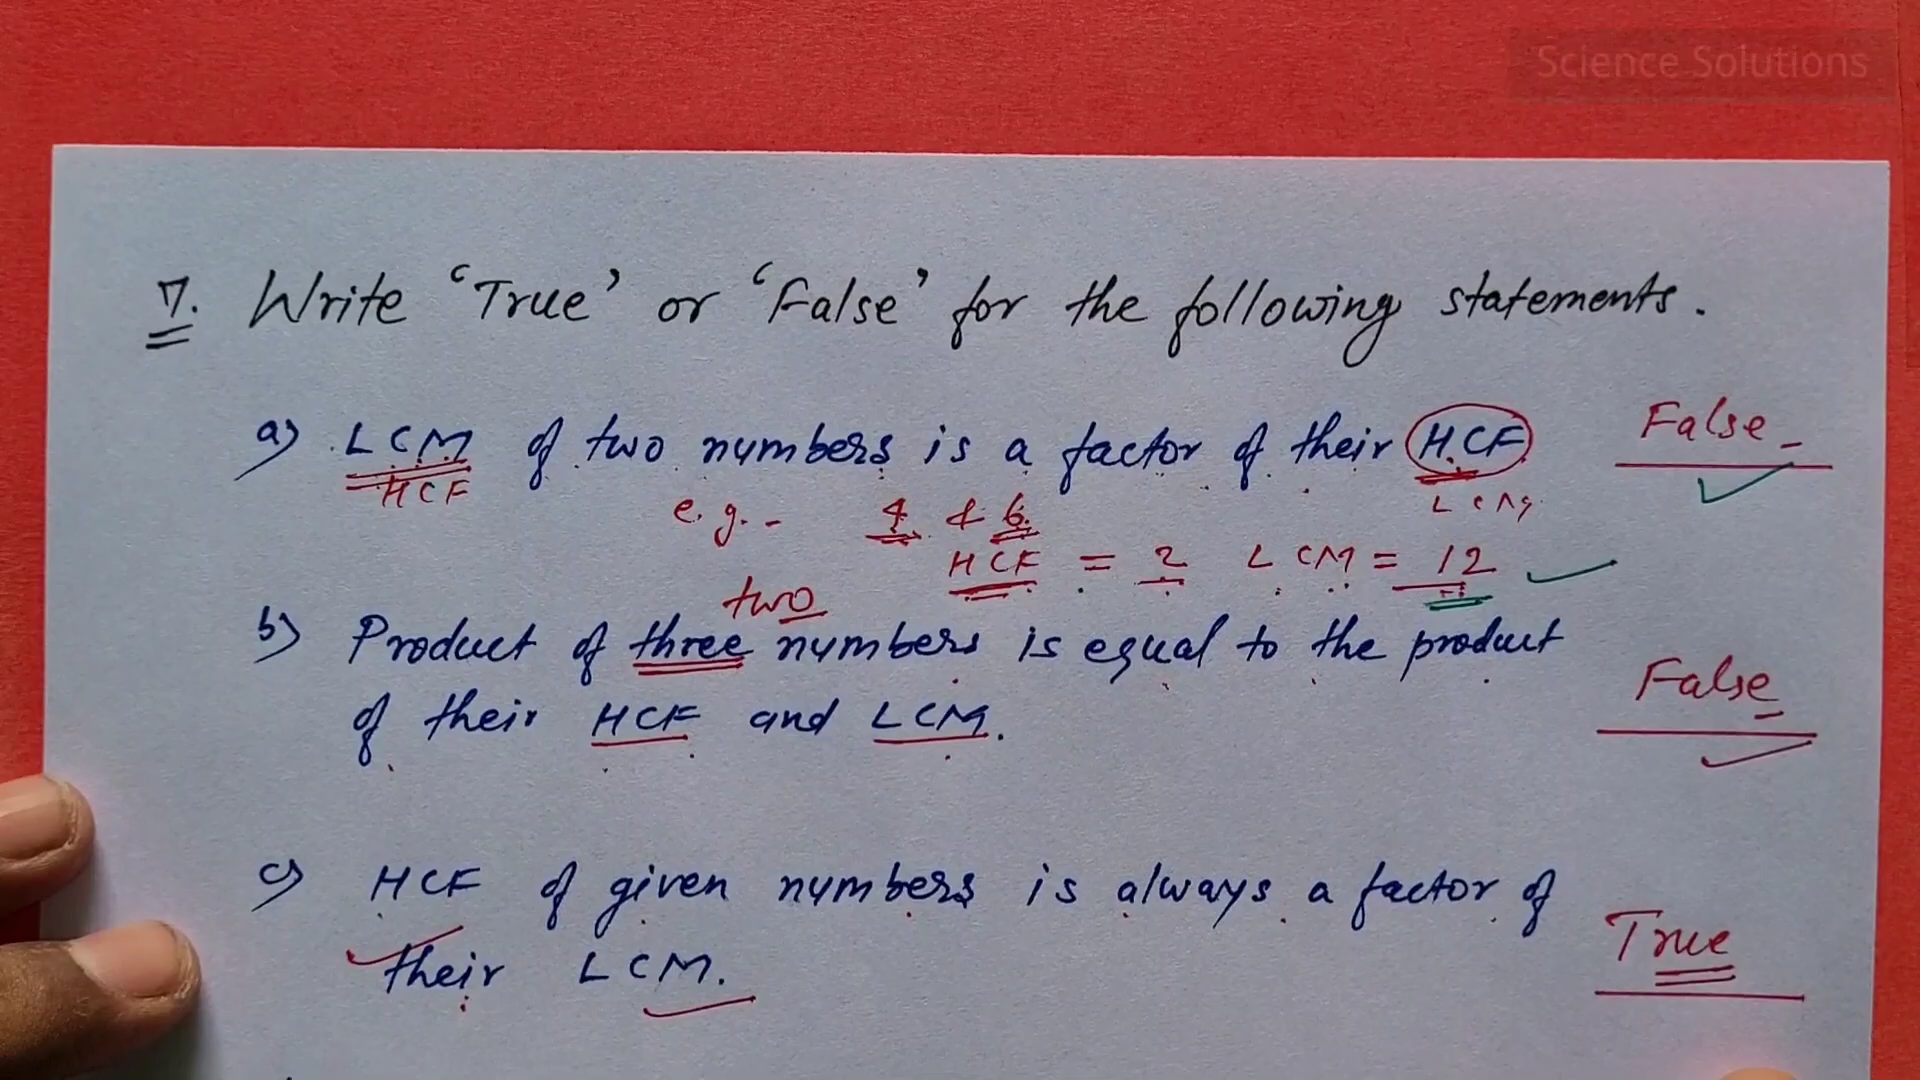 Science Solutions
7. Write 'True' or 'False' for the following statements.
a) LCM of two numbers is a factor of their HCF False
HCF LCM
e.g.- 4 & 6
HCF = 2 LCM = 12
two
b) Product of three numbers is equal to the product
of their HCF and LCM. False
c) HCF of given numbers is always a factor of
their LCM. True